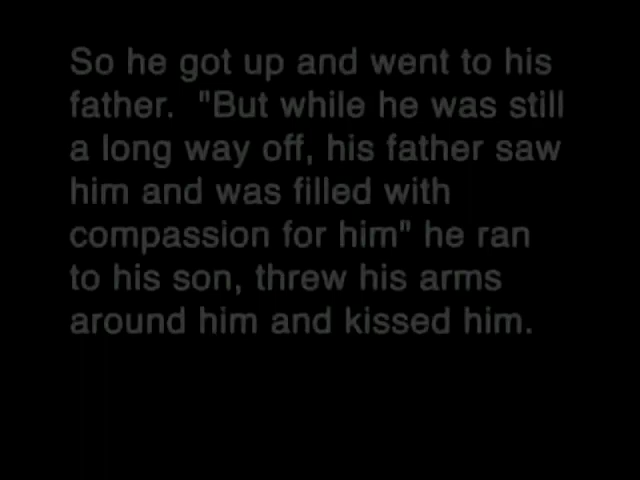 So he got up and went to his
father.  "But while he was still
a long way off, his father saw
him and was filled with
compassion for him" he ran
to his son, threw his arms
around him and kissed him.